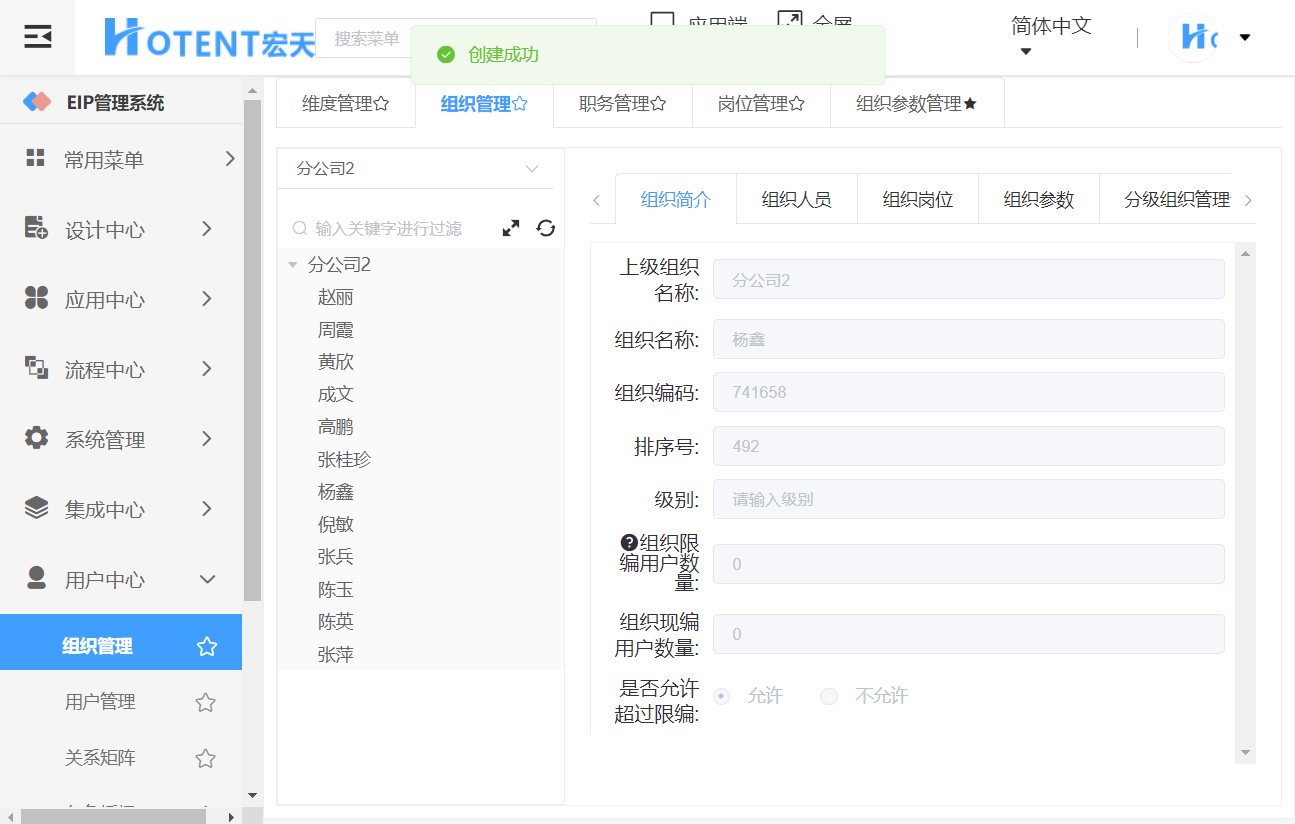 HOTENT宏天
搜索菜单
应用端
全屏
简体中文
创建成功
EIP管理系统
常用菜单
设计中心
应用中心
流程中心
系统管理
集成中心
用户中心
组织管理
用户管理
关系矩阵
维度管理
组织管理
职务管理
岗位管理
组织参数管理
分公司2
输入关键字进行过滤
分公司2
赵丽
周霞
黄欣
成文
高鹏
张桂珍
杨鑫
倪敏
张兵
陈玉
陈英
张萍
组织简介
组织人员
组织岗位
组织参数
分级组织管理
上级组织
名称:
分公司2
组织名称:
杨鑫
组织编码:
741658
排序号:
492
级别:
请输入级别
组织限
编用户数
量:
0
组织现编
用户数量:
0
是否允许
超过限编:
允许
不允许